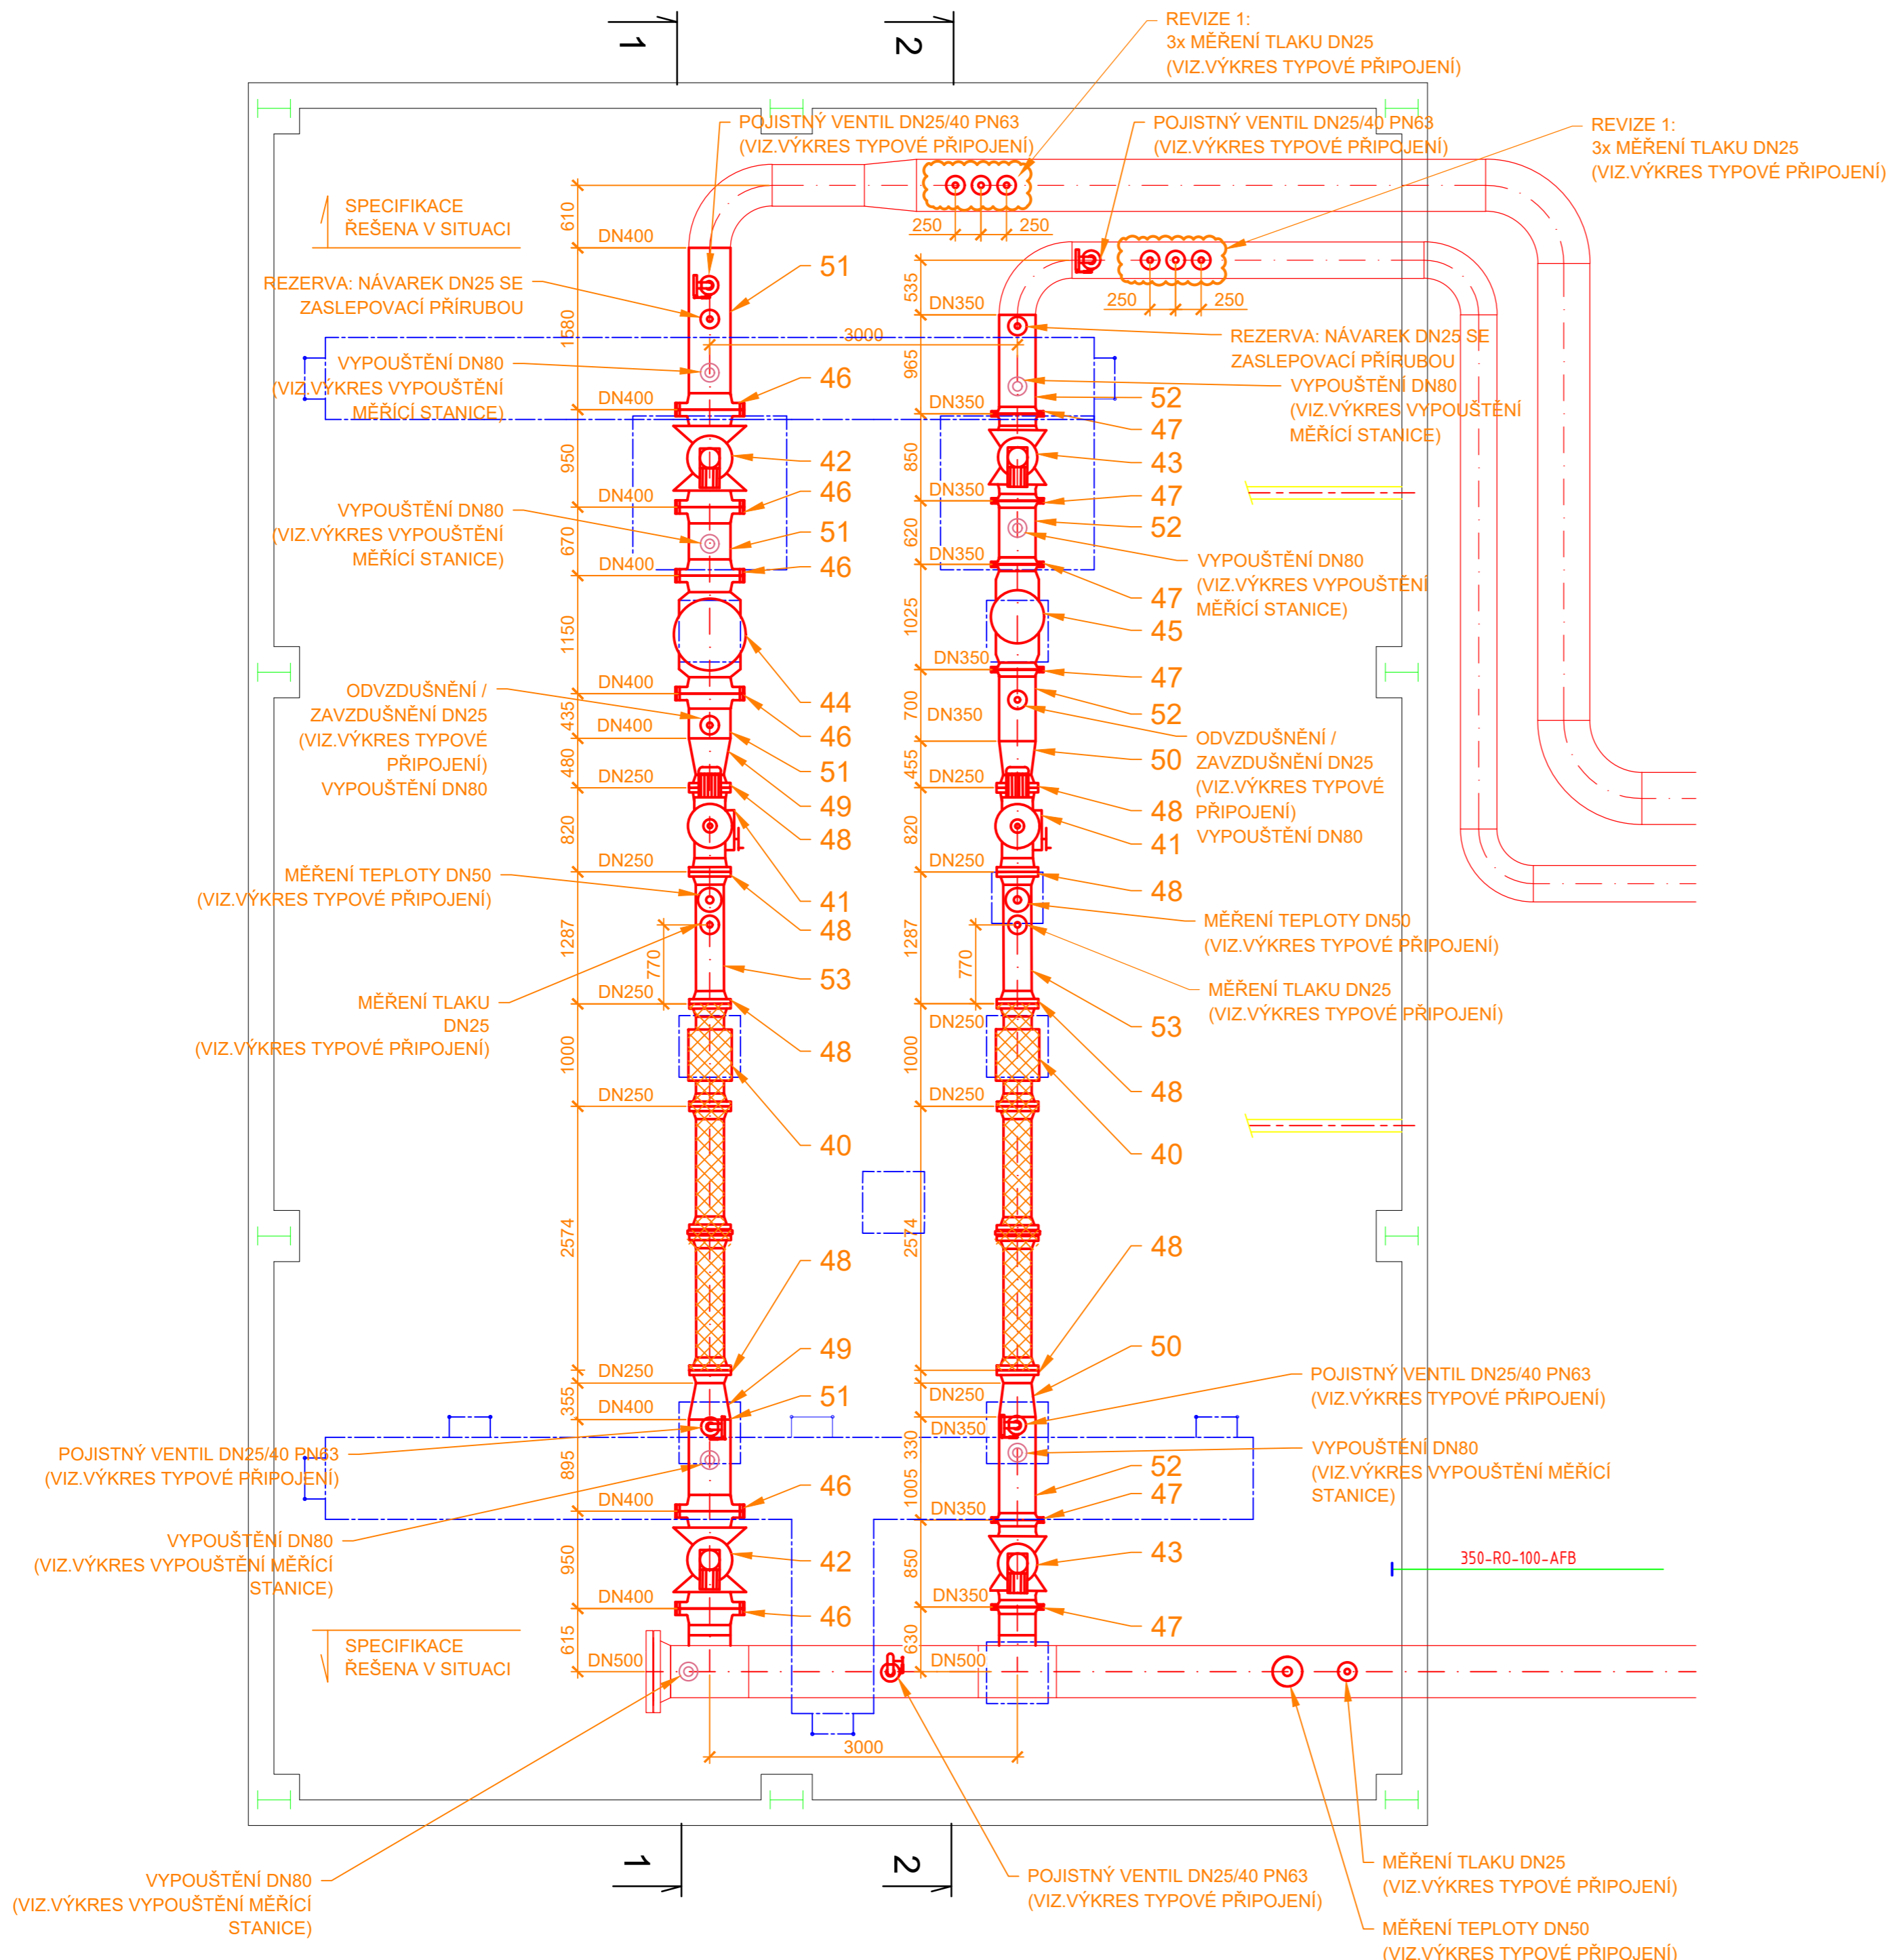 1
2
REVIZE 1:
3x MĚŘENÍ TLAKU DN25
(VIZ.VÝKRES TYPOVÉ PŘIPOJENÍ)
POJISTNÝ VENTIL DN25/40 PN63
(VIZ.VÝKRES TYPOVÉ PŘIPOJENÍ)
POJISTNÝ VENTIL DN25/40 PN63
(VIZ.VÝKRES TYPOVÉ PŘIPOJENÍ)
REVIZE 1:
3x MĚŘENÍ TLAKU DN25
(VIZ.VÝKRES TYPOVÉ PŘIPOJENÍ)
SPECIFIKACE
ŘEŠENA V SITUACI
610
DN400
250
250
51
535
REZERVA: NÁVAREK DN25 SE
ZASLEPOVACÍ PŘÍRUBOU
DN350
250
250
1580
3000
REZERVA: NÁVAREK DN25 SE
ZASLEPOVACÍ PŘÍRUBOU
965
VYPOUŠTĚNÍ DN80
(VIZ.VÝKRES VYPOUŠTĚNÍ
MĚŘÍCÍ STANICE)
46
VYPOUŠTĚNÍ DN80
(VIZ.VÝKRES VYPOUŠTĚNÍ
MĚŘÍCÍ STANICE)
52
DN400
DN350
47
950
42
850
43
DN400
46
DN350
47
VYPOUŠTĚNÍ DN80
(VIZ.VÝKRES VYPOUŠTĚNÍ
MĚŘÍCÍ STANICE)
670
51
620
52
DN400
46
DN350
VYPOUŠTĚNÍ DN80
(VIZ.VÝKRES VYPOUŠTĚNÍ
MĚŘÍCÍ STANICE)
47
1150
1025
45
DN350
47
ODVZDUŠNĚNÍ /
ZAVZDUŠNĚNÍ DN25
(VIZ.VÝKRES TYPOVÉ
PŘIPOJENÍ)
VYPOUŠTĚNÍ DN80
DN400
44
435
DN400
46
700
DN350
52
ODVZDUŠNĚNÍ /
ZAVZDUŠNĚNÍ DN25
(VIZ.VÝKRES TYPOVÉ
PŘIPOJENÍ)
VYPOUŠTĚNÍ DN80
480
51
455
50
DN250
49
DN250
48
820
48
820
41
DN250
DN250
MĚŘENÍ TEPLOTY DN50
(VIZ.VÝKRES TYPOVÉ PŘIPOJENÍ)
41
48
48
1287
1287
MĚŘENÍ TEPLOTY DN50
(VIZ.VÝKRES TYPOVÉ PŘIPOJENÍ)
770
53
770
MĚŘENÍ TLAKU
DN25
(VIZ.VÝKRES TYPOVÉ PŘIPOJENÍ)
DN250
MĚŘENÍ TLAKU DN25
(VIZ.VÝKRES TYPOVÉ PŘIPOJENÍ)
DN250
53
1000
48
1000
48
DN250
DN250
40
40
2574
2574
48
48
49
50
DN250
DN250
355
51
DN400
DN350
330
POJISTNÝ VENTIL DN25/40 PN63
(VIZ.VÝKRES TYPOVÉ PŘIPOJENÍ)
POJISTNÝ VENTIL DN25/40 PN63
(VIZ.VÝKRES TYPOVÉ PŘIPOJENÍ)
895
46
VYPOUŠTĚNÍ DN80
(VIZ.VÝKRES VYPOUŠTĚNÍ MĚŘÍCÍ
STANICE)
52
1005
47
DN400
DN350
VYPOUŠTĚNÍ DN80
(VIZ.VÝKRES VYPOUŠTĚNÍ MĚŘÍCÍ
STANICE)
950
42
850
43
350-RO-100-AFB
DN400
46
DN350
47
SPECIFIKACE
ŘEŠENA V SITUACI
615
DN500
630
DN500
3000
1
2
VYPOUŠTĚNÍ DN80
(VIZ.VÝKRES VYPOUŠTĚNÍ MĚŘÍCÍ
STANICE)
POJISTNÝ VENTIL DN25/40 PN63
(VIZ.VÝKRES TYPOVÉ PŘIPOJENÍ)
MĚŘENÍ TLAKU DN25
(VIZ.VÝKRES TYPOVÉ PŘIPOJENÍ)
MĚŘENÍ TEPLOTY DN50
(VIZ.VÝKRES TYPOVÉ PŘIPOJENÍ)